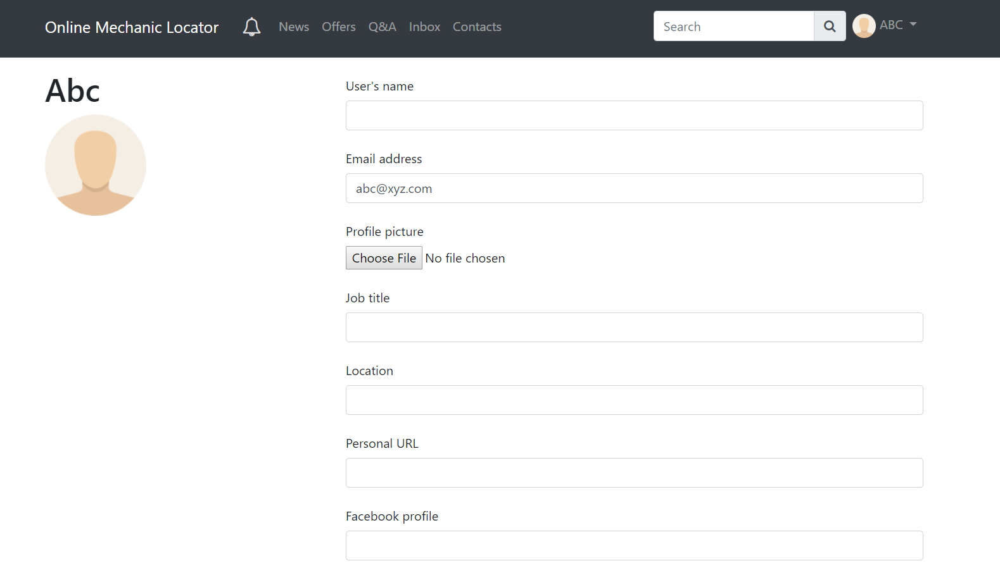 Online Mechanic Locator News Offers Q&A Inbox Contacts Search ABC
Abc
User's name
Email address
abc@xyz.com
Profile picture
Choose File No file chosen
Job title
Location
Personal URL
Facebook profile